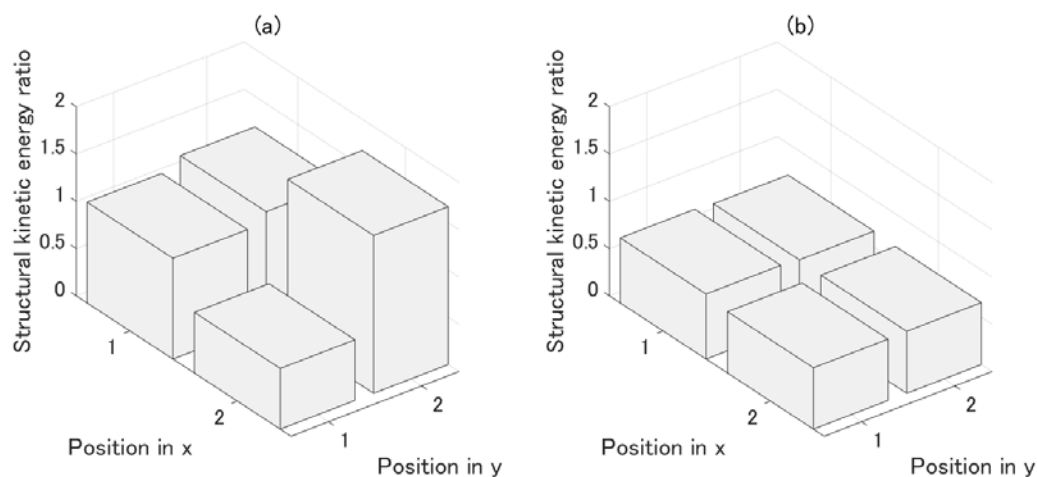 (a)
Structural kinetic energy ratio
2
1.5
1
0.5
0
1
2
Position in x
1
2
Position in y
(b)
Structural kinetic energy ratio
2
1.5
1
0.5
0
1
2
Position in x
1
2
Position in y